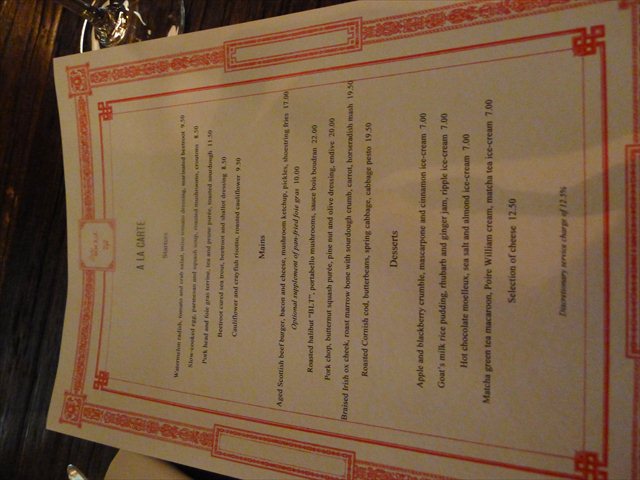 A LA CARTE
Starters
Watermelon radish, tomato and crab salad, dressing, marinated beetroot 9.50
Slow-cooked egg, parmesan and squash soup, roasted mushrooms, croutons 8.50
Pork head and foie gras terrine, tea and prune purée, toasted sourdough 11.50
Beetroot cured sea trout, beetroot and shallot dressing 8.50
Cauliflower and crayfish risotto, roasted cauliflower 9.50
Mains
Aged Scottish beef burger, bacon and cheese, mushroom ketchup, pickles, shoestring fries 17.00
Optional supplement of pan-fried foie gras 10.00
Roasted halibut "BLT", portabello mushrooms, sauce bois boudran 22.00
Pork chop, butternut squash purée, pine nut and olive dressing, endive 20.00
Braised Irish ox cheek, roast marrow bone with sourdough crumb, carrot, horseradish mash 19.50
Roasted Cornish cod, butterbeans, spring cabbage, cabbage pesto 19.50
Desserts
Apple and blackberry crumble, mascarpone and cinnamon ice-cream 7.00
Goat's milk rice pudding, rhubarb and ginger jam, ripple ice-cream 7.00
Hot chocolate moelleux, sea salt and almond ice-cream 7.00
Matcha green tea macaroon, Poire William cream, matcha tea ice-cream 7.00
Selection of cheese 12.50
Discretionary service charge of 12.5%